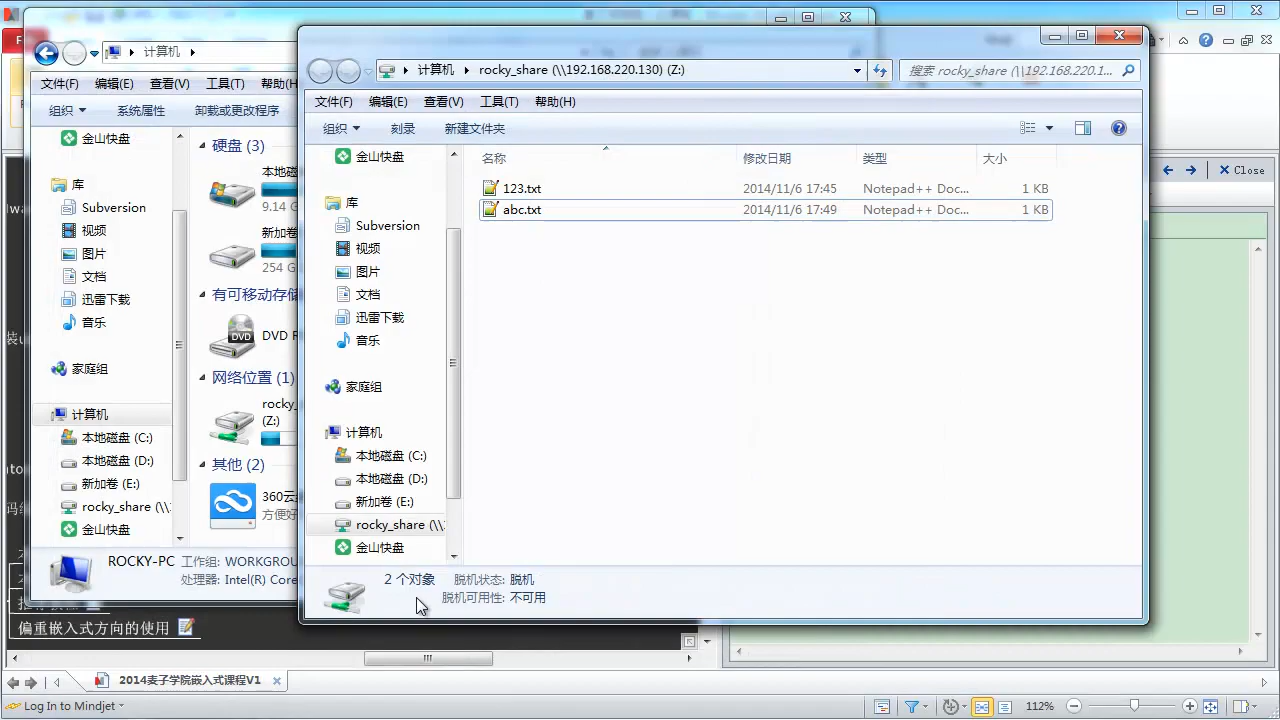 计算机
文件(F) 编辑(E) 查看(V) 工具(T) 帮助(H
组织 系统属性 卸载或更改程序
金山快盘
库
Subversion
视频
图片
文档
迅雷下载
音乐
家庭组
计算机
本地磁盘 (C:)
本地磁盘 (D:)
新加卷 (E:)
rocky_share (\\
金山快盘
硬盘 (3)
本地磁
9.14 G
新加卷
254 G
有可移动存储
DVD
DVD R
网络位置 (1)
rocky_
(Z:)
其他 (2)
360云
方便好
ROCKY-PC 工作组: WORKGROU
处理器: Intel(R) Core
计算机 rocky_share (\\192.168.220.130) (Z:)
搜索 rocky_share (\\192.168.220.1...
文件(F) 编辑(E) 查看(V) 工具(T) 帮助(H)
组织 刻录 新建文件夹
金山快盘
库
Subversion
视频
图片
文档
迅雷下载
音乐
家庭组
计算机
本地磁盘 (C:)
本地磁盘 (D:)
新加卷 (E:)
rocky_share (\\
金山快盘
名称 修改日期 类型 大小
123.txt 2014/11/6 17:45 Notepad++ Doc... 1 KB
abc.txt 2014/11/6 17:49 Notepad++ Doc... 1 KB
2 个对象 脱机状态: 脱机
脱机可用性: 不可用
Close
偏重嵌入式方向的使用
2014麦子学院嵌入式课程V1
Log In to Mindjet
112%